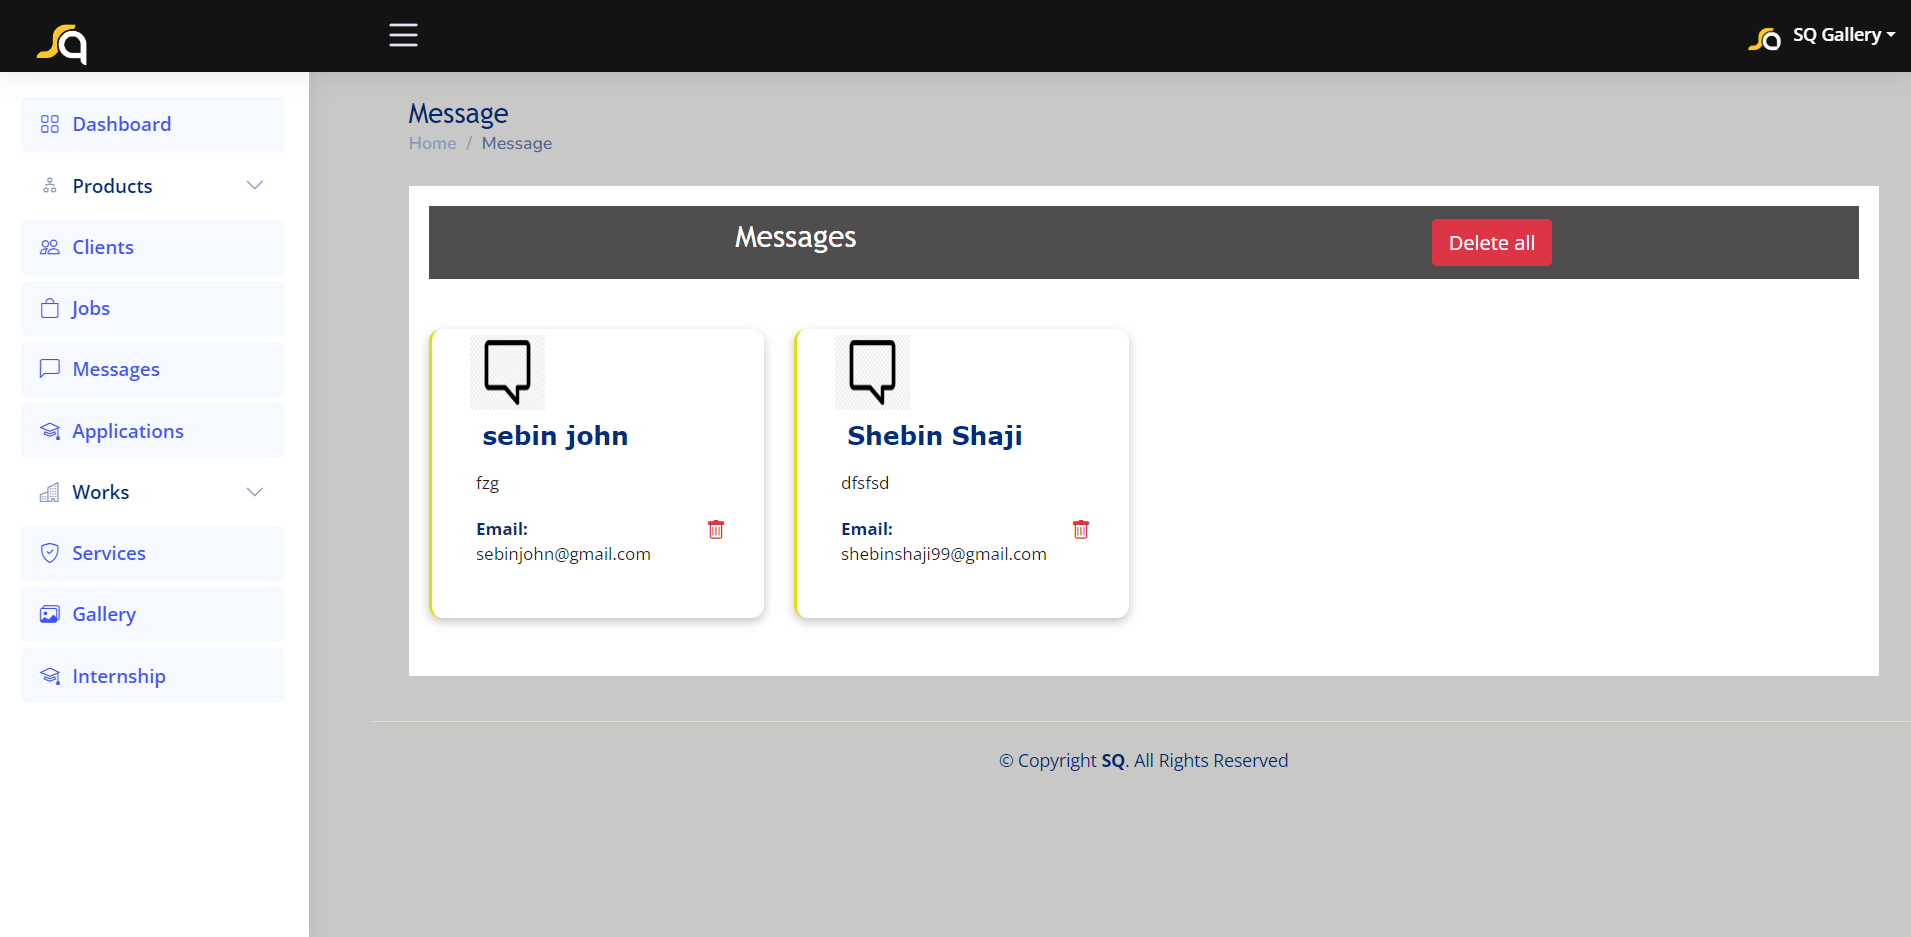 SQ
SQ Gallery
Dashboard
Products
Clients
Jobs
Messages
Applications
Works
Services
Gallery
Internship
Message
Home / Message
Messages
Delete all
sebin john
fzg
Email:
sebinjohn@gmail.com
Shebin Shaji
dfsfsd
Email:
shebinshaji99@gmail.com
© Copyright SQ. All Rights Reserved